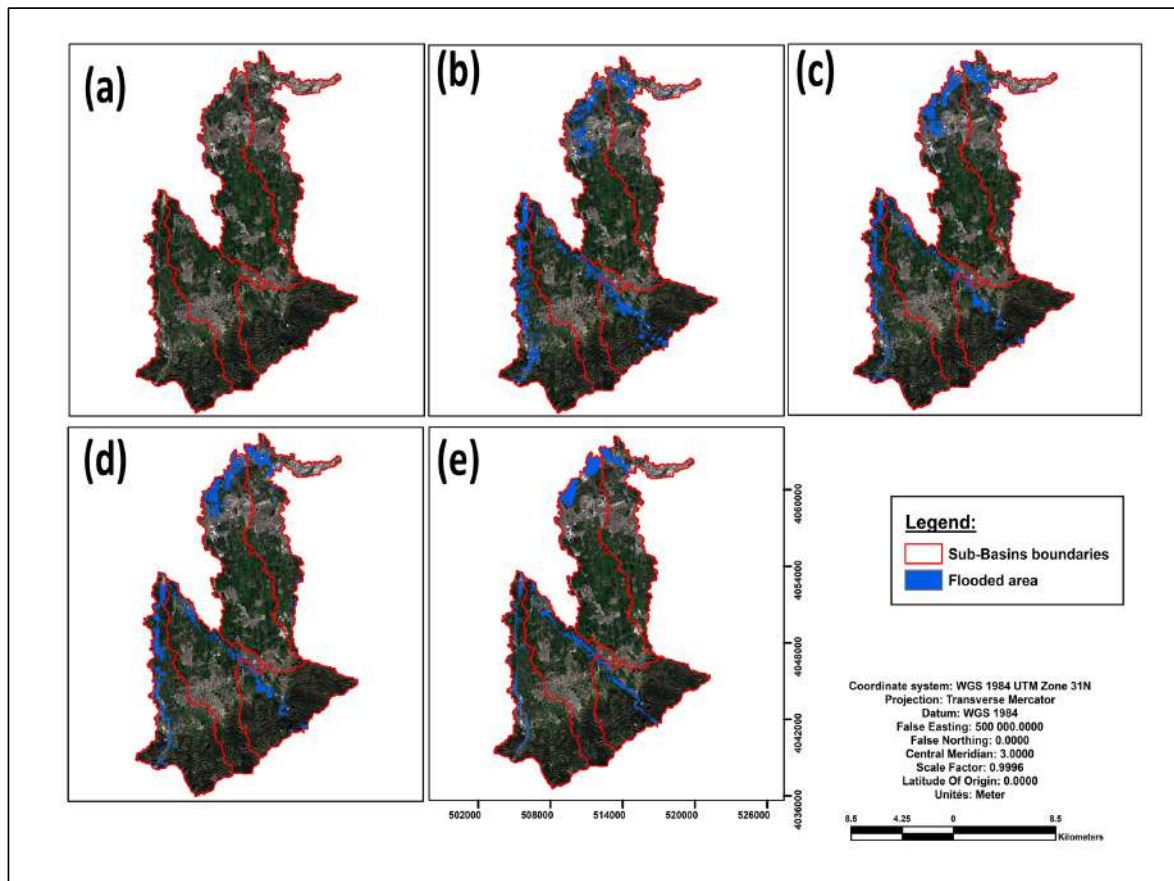 (a)
(b)
(c)
(d)
(e)
4060000
4054000
4048000
4042000
4036000
502000
508000
514000
520000
526000
Legend:
Sub-Basins boundaries
Flooded area
Coordinate system: WGS 1984 UTM Zone 31N
Projection: Transverse Mercator
Datum: WGS 1984
False Easting: 500 000.0000
False Northing: 0.0000
Central Meridian: 3.0000
Scale Factor: 0.9996
Latitude Of Origin: 0.0000
Unités: Meter
8.5 4.25 0 8.5
Kilometers